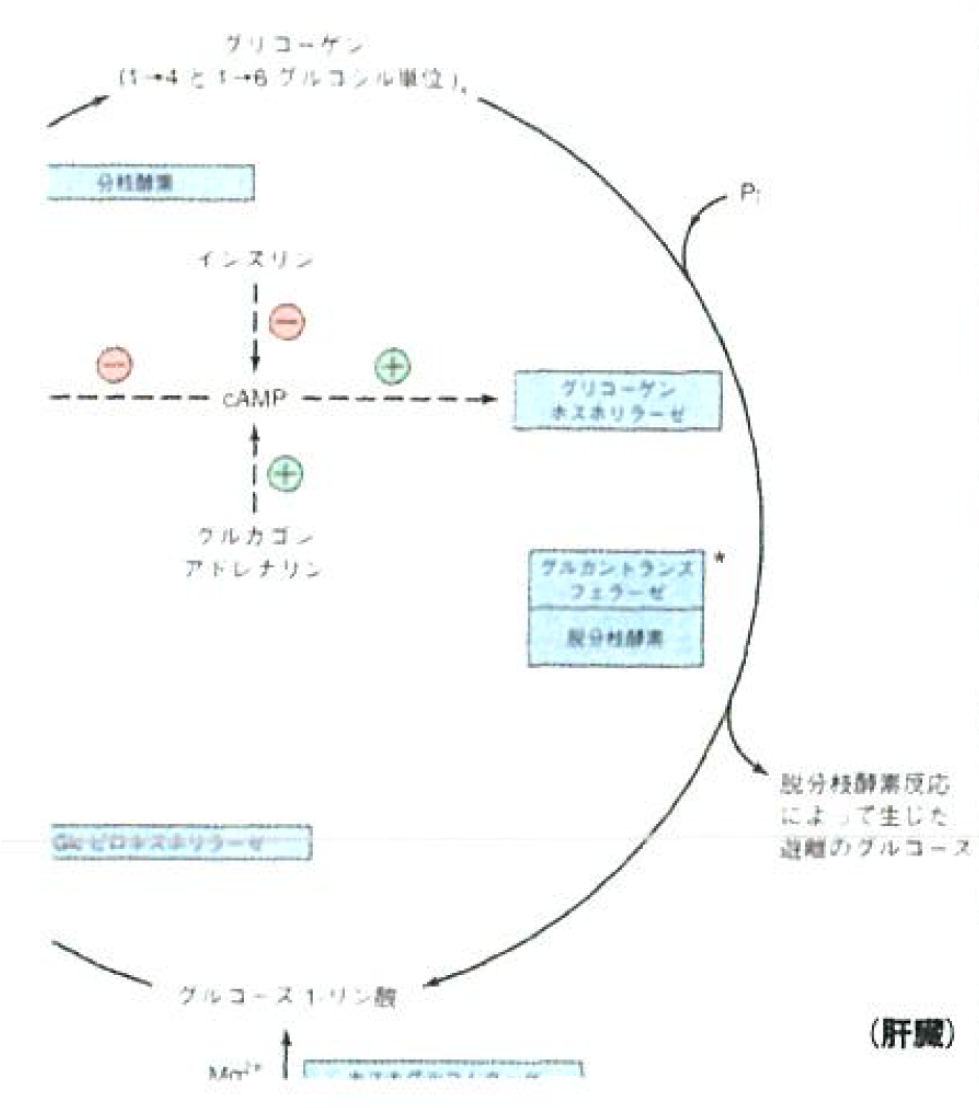 グリコーゲン
(1→4と1→6グルコシル単位)x
分枝酵素
Pi
インスリン
−
−
+
cAMP
グリコーゲン
ホスホリラーゼ
+
グルカゴン
アドレナリン
グルカントランス
フェラーゼ
*
脱分枝酵素
脱分枝酵素反応
によって生じた
遊離のグルコース
Glcピロホスホリラーゼ
グルコース1-リン酸
(肝臓)
Mg2+